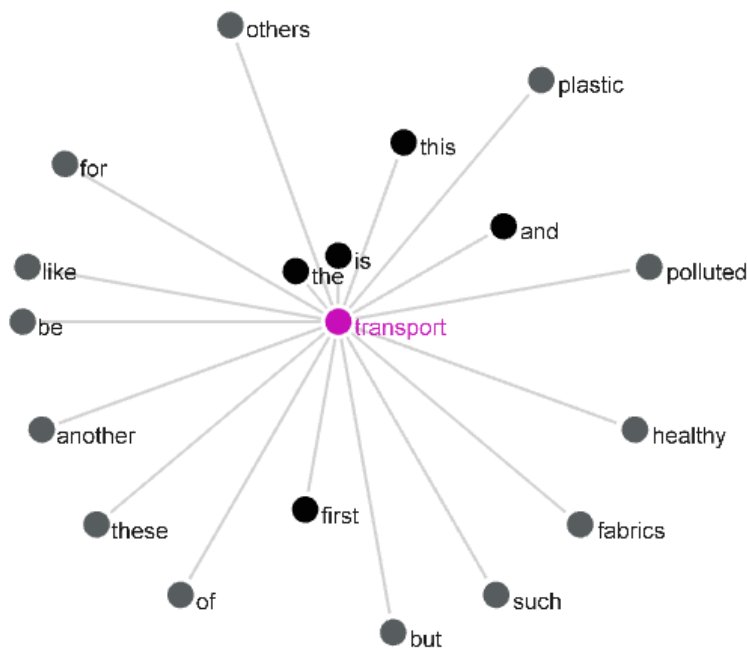 others
plastic
this
for
and
is
like
the
polluted
be
transport
another
healthy
first
these
fabrics
of
such
but